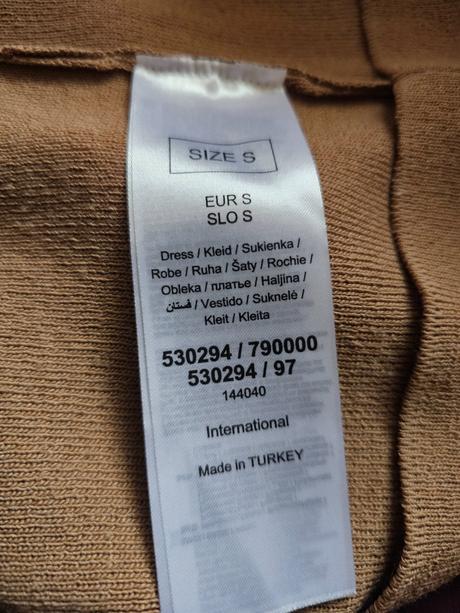 SIZE S
EUR S
SLO S
Dress / Kleid / Sukienka /
Robe / Ruha / Šaty / Rochie /
Obleka / платье / Haljina /
فستان / Vestido / Suknelė /
Kleit / Kleita
530294 / 790000
530294 / 97
144040
International
Made in TURKEY